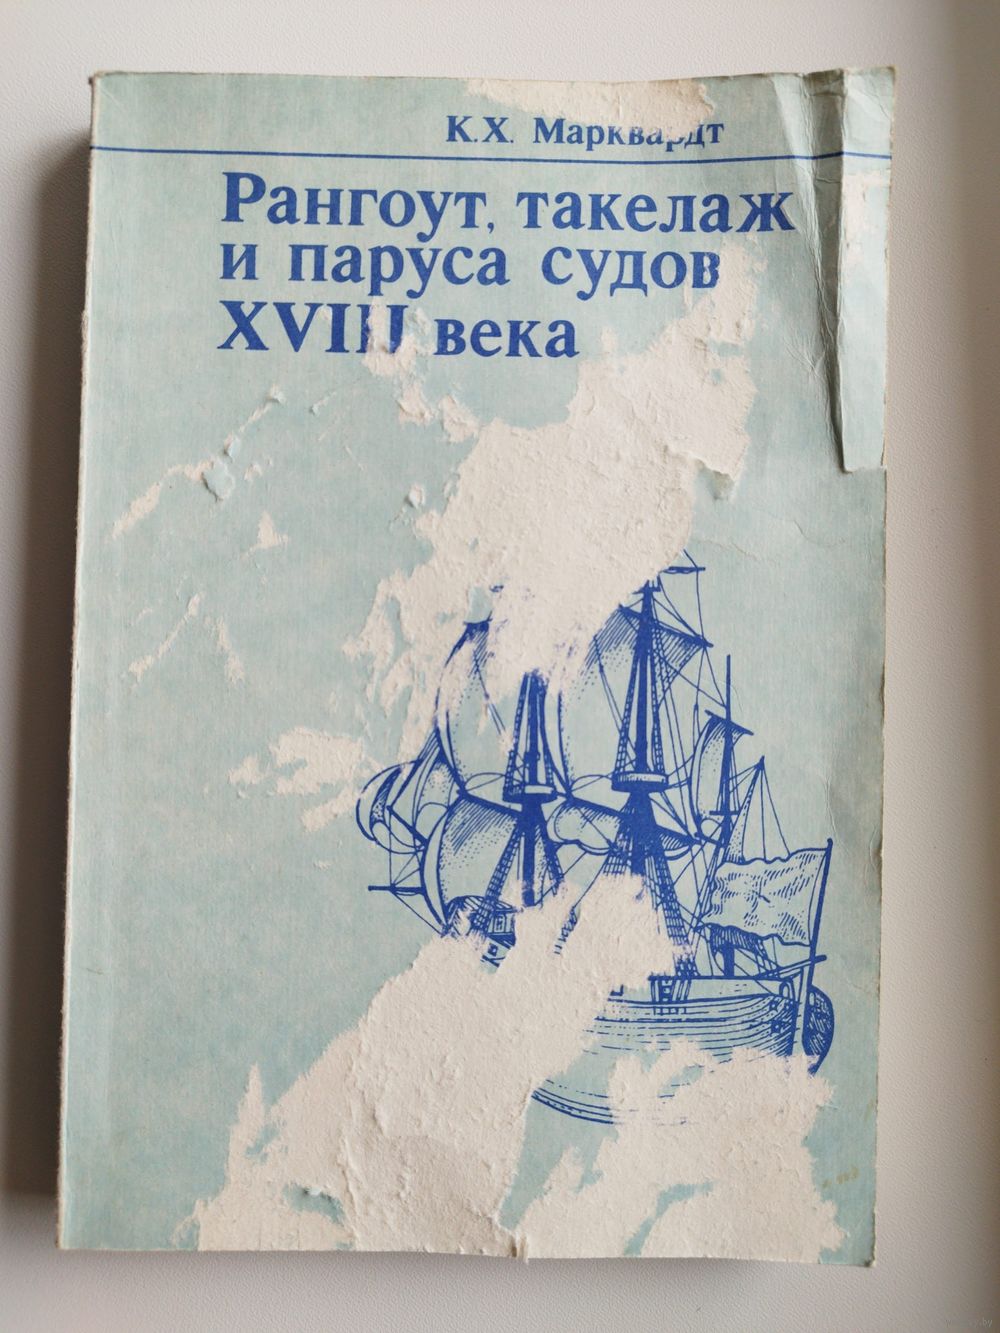 К.Х. Марквардт
Рангоут, такелаж
и паруса судов
XVIII века